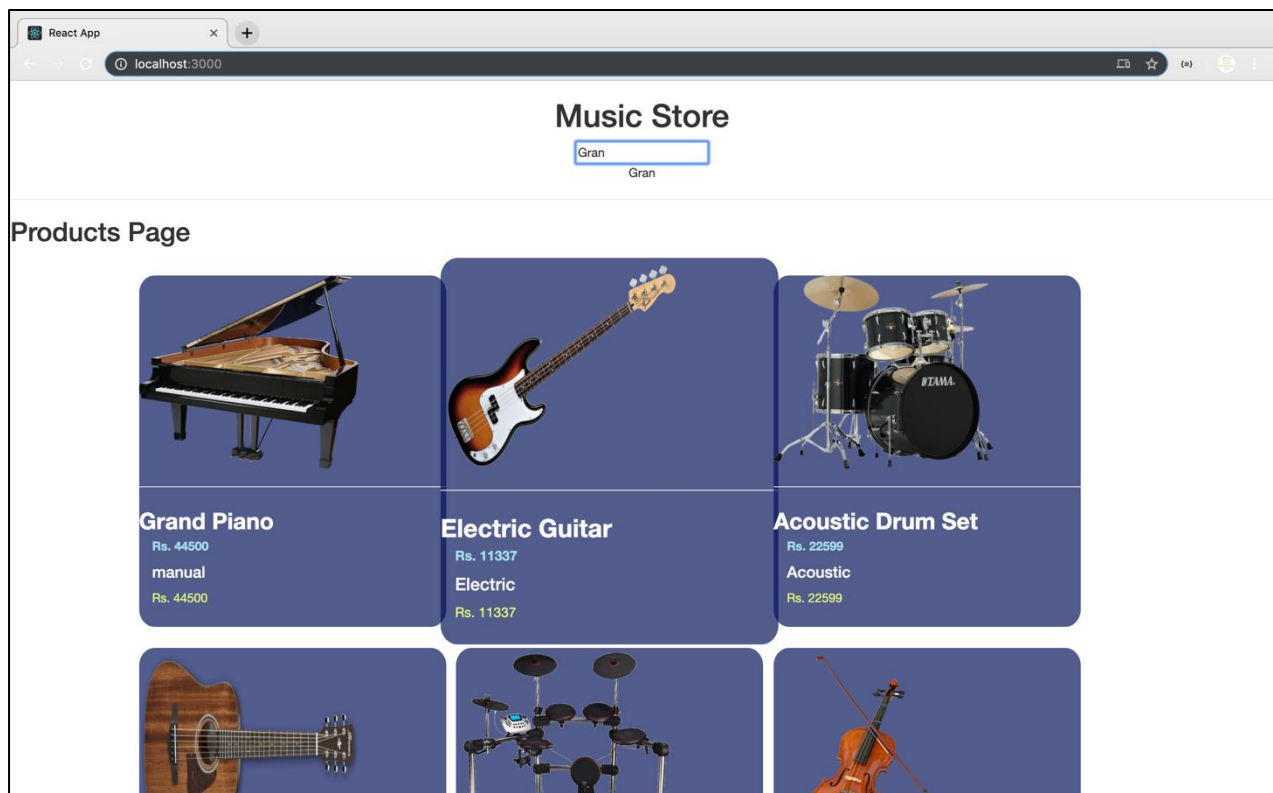 React App
localhost:3000
Music Store
Gran
Gran
Products Page
TAMA
Grand Piano
Rs. 44500
manual
Rs. 44500
Electric Guitar
Rs. 11337
Electric
Rs. 11337
Acoustic Drum Set
Rs. 22599
Acoustic
Rs. 22599